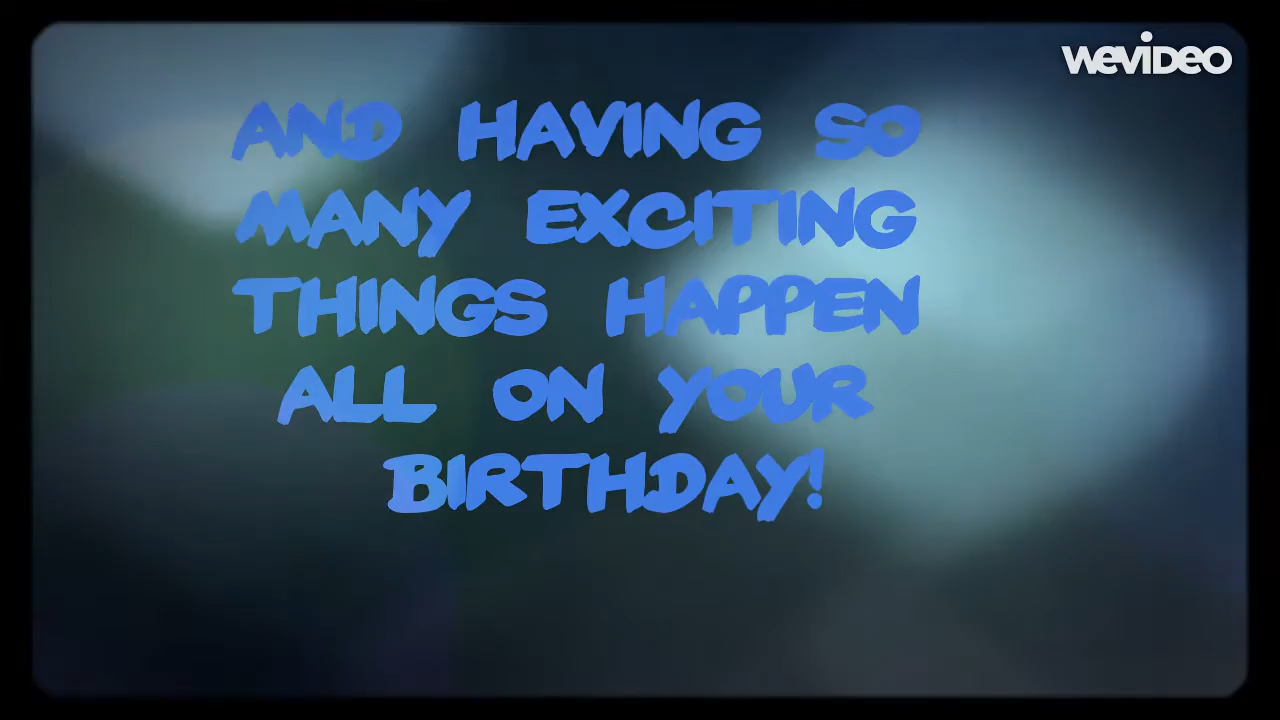 WEVIDEO
AND HAVING SO
MANY EXCITING
THINGS HAPPEN
ALL ON YOUR
BIRTHDAY!